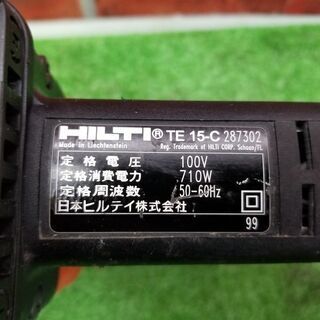 HILTI® TE 15-C 287302
Made in Liechtenstein Reg. Trademark of HILTI CORP. Schaan/FL
定格電圧 100V
定格消費電力 710W
定格周波数 50-60Hz
日本ヒルテイ株式会社
99